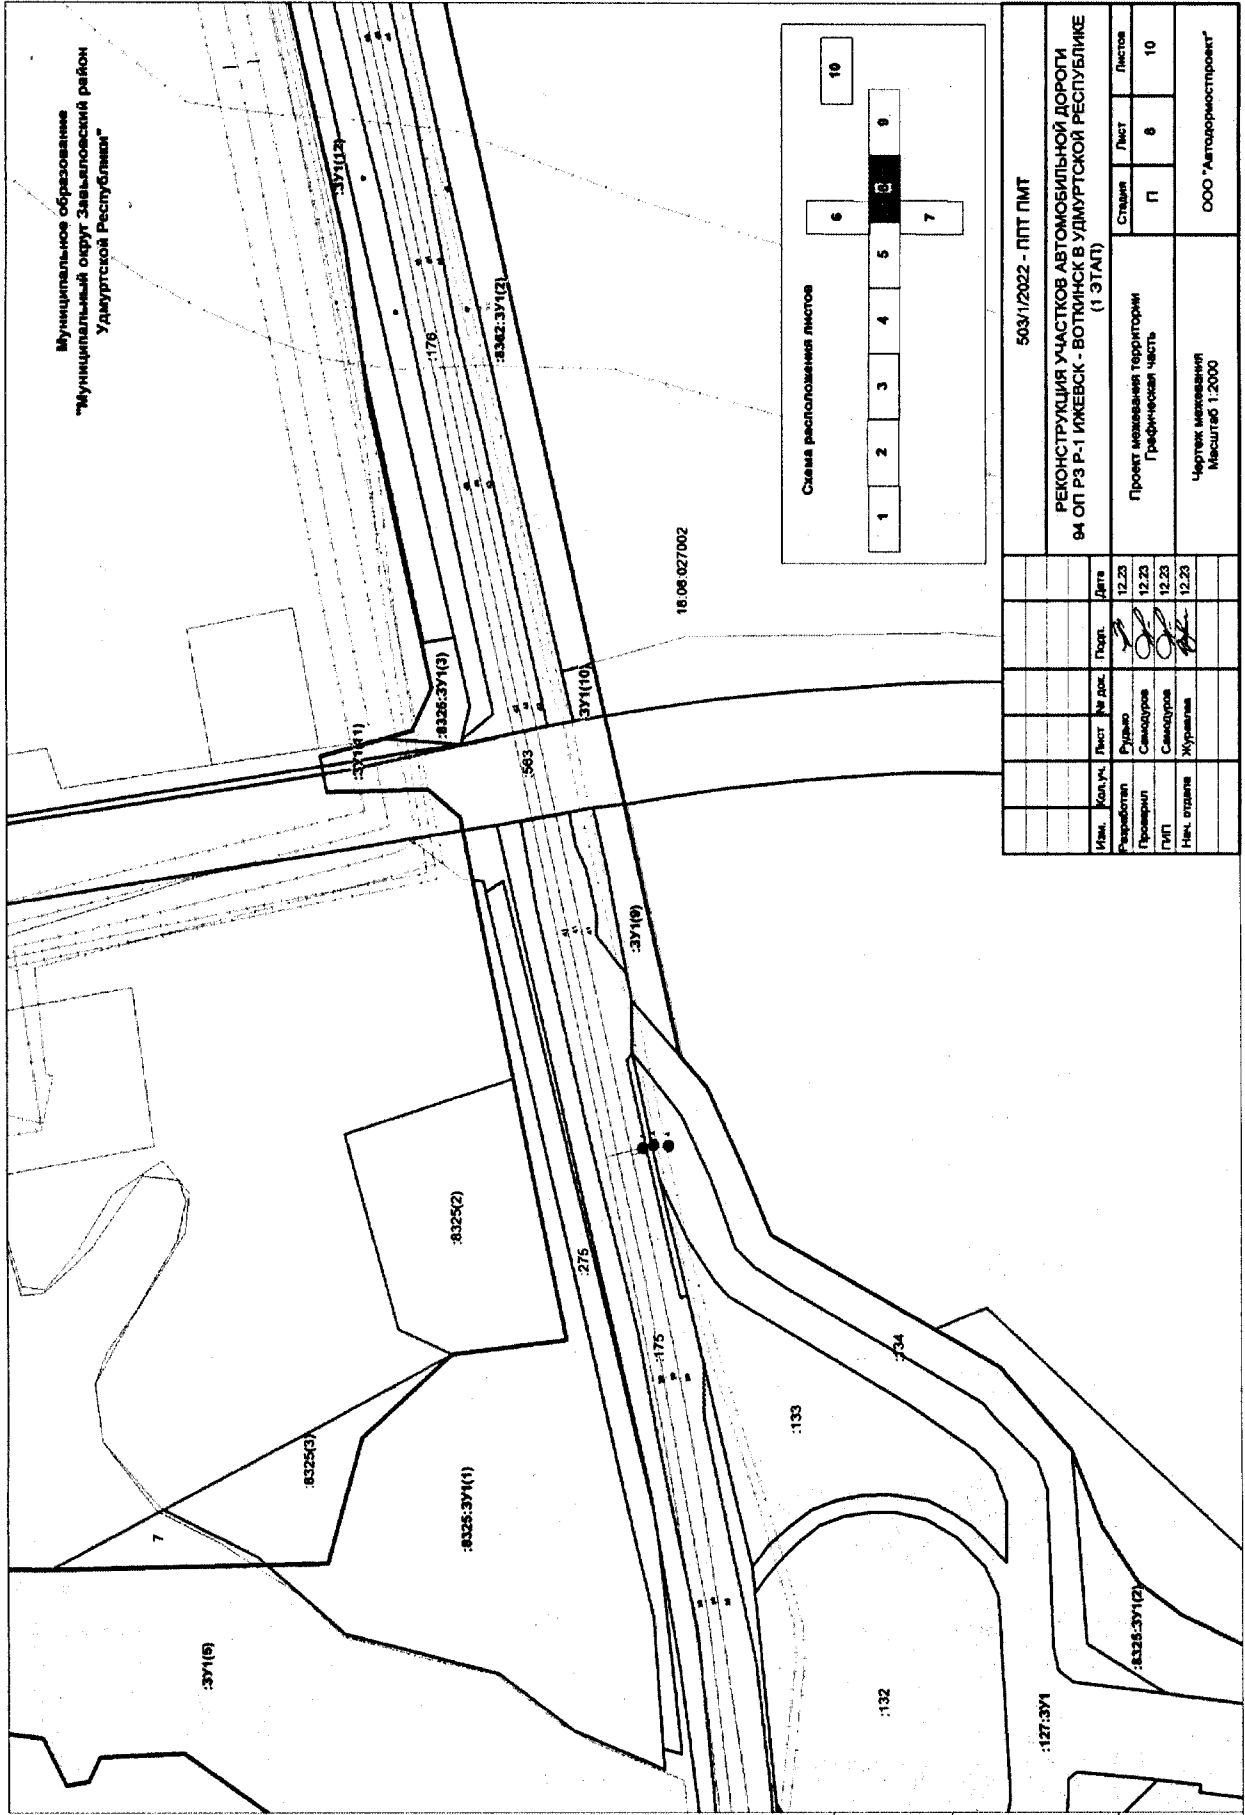 Муниципальное образование
"Муниципальный округ Завьяловский район
Удмуртской Республики"
:ЗУ1(12)
:176
:8362:ЗУ1(2)
18:08:027002
:8325:ЗУ1(3)
:ЗУ1(10)
:ЗУ1(11)
:563
:ЗУ1(9)
:8325(2)
:275
:175
:134
:133
:8325(3)
:8325:ЗУ1(1)
7
:ЗУ1(5)
:132
:127:ЗУ1
:8325:ЗУ1(2)
Схема расположения листов
1 2 3 4 5 6 7 8 9 10
503/1/2022 - ППТ ПМТ
РЕКОНСТРУКЦИЯ УЧАСТКОВ АВТОМОБИЛЬНОЙ ДОРОГИ
94 ОП РЗ Р-1 ИЖЕВСК - ВОТКИНСК В УДМУРТСКОЙ РЕСПУБЛИКЕ
(1 ЭТАП)
Изм. Кол.уч. Лист № док. Подп. Дата
Разработал Рудько 12.23
Проверил Самодуров 12.23
ГИП Самодуров 12.23
Нач. отдела Журавлева 12.23
Проект межевания территории
Графическая часть
Стадия Лист Листов
П 8 10
Чертеж межевания
Масштаб 1:2000
ООО "Автодормостпроект"